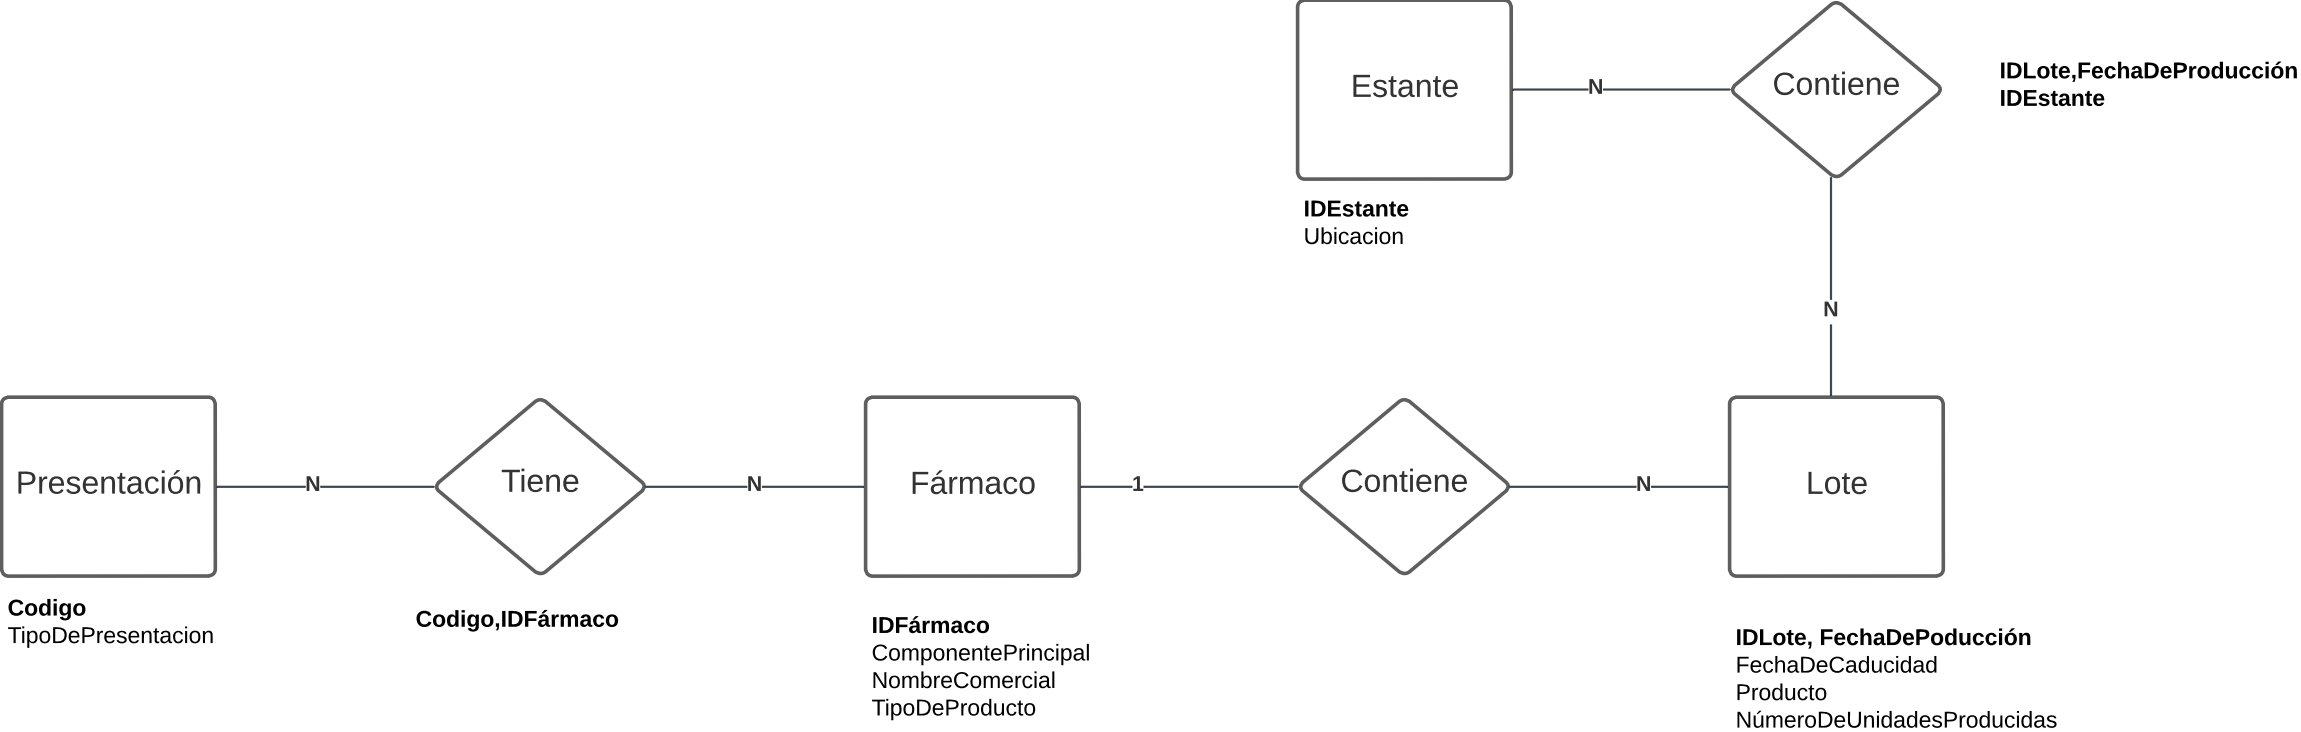 Estante
N
Contiene
IDLote,FechaDeProducción
IDEstante
IDEstante
Ubicacion
N
Presentación
N
Tiene
N
Fármaco
1
Contiene
N
Lote
Codigo
TipoDePresentacion
Codigo,IDFármaco
IDFármaco
ComponentePrincipal
NombreComercial
TipoDeProducto
IDLote, FechaDePoducción
FechaDeCaducidad
Producto
NúmeroDeUnidadesProducidas